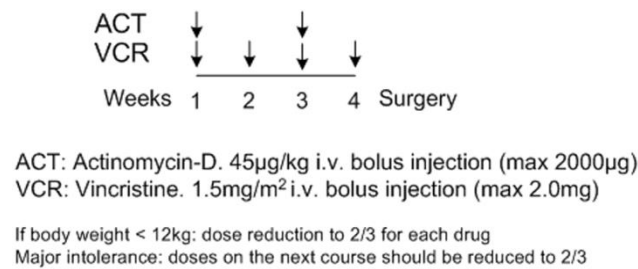 ACT
VCR
Weeks 1 2 3 4 Surgery
ACT: Actinomycin-D. 45µg/kg i.v. bolus injection (max 2000µg)
VCR: Vincristine. 1.5mg/m² i.v. bolus injection (max 2.0mg)
If body weight < 12kg: dose reduction to 2/3 for each drug
Major intolerance: doses on the next course should be reduced to 2/3